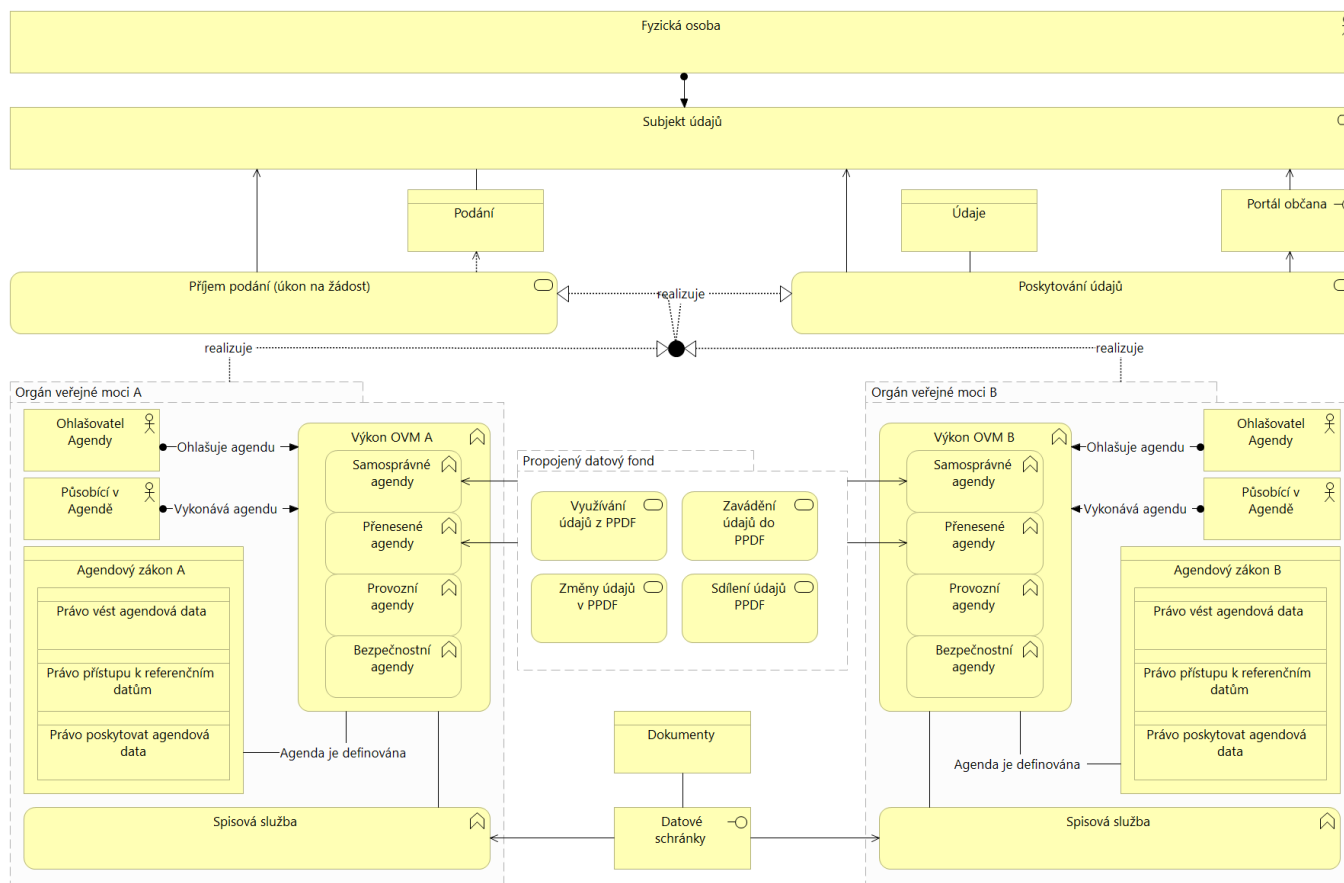 Fyzická osoba
Subjekt údajů
Podání
Údaje
Portál občana
Příjem podání (úkon na žádost)
realizuje
Poskytování údajů
realizuje
realizuje
Orgán veřejné moci A
Ohlašovatel
Agendy
Ohlašuje agendu
Působící v
Agendě
Vykonává agendu
Výkon OVM A
Samosprávné
agendy
Přenesené
agendy
Provozní
agendy
Bezpečnostní
agendy
Agendový zákon A
Právo vést agendová data
Právo přístupu k referenčním
datům
Právo poskytovat agendová
data
Agenda je definována
Spisová služba
Propojený datový fond
Využívání
údajů z PPDF
Zavádění
údajů do
PPDF
Změny údajů
v PPDF
Sdílení údajů
PPDF
Dokumenty
Datové
schránky
Orgán veřejné moci B
Výkon OVM B
Samosprávné
agendy
Přenesené
agendy
Provozní
agendy
Bezpečnostní
agendy
Ohlašuje agendu
Ohlašovatel
Agendy
Vykonává agendu
Působící v
Agendě
Agendový zákon B
Právo vést agendová data
Právo přístupu k referenčním
datům
Právo poskytovat agendová
data
Agenda je definována
Spisová služba